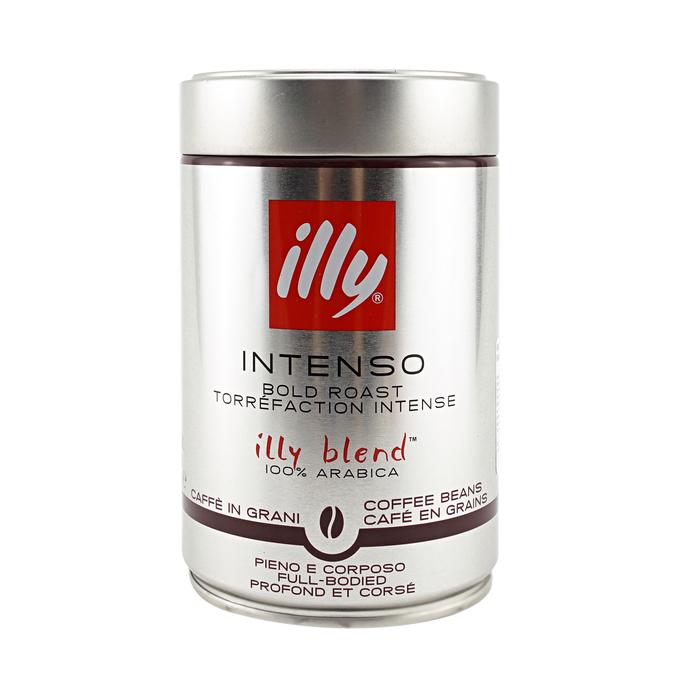 illy®
INTENSO
BOLD ROAST
TORRÉFACTION INTENSE
illy blend™
100% ARABICA
CAFFÈ IN GRANI
COFFEE BEANS
CAFÉ EN GRAINS
PIENO E CORPOSO
FULL-BODIED
PROFOND ET CORSÉ